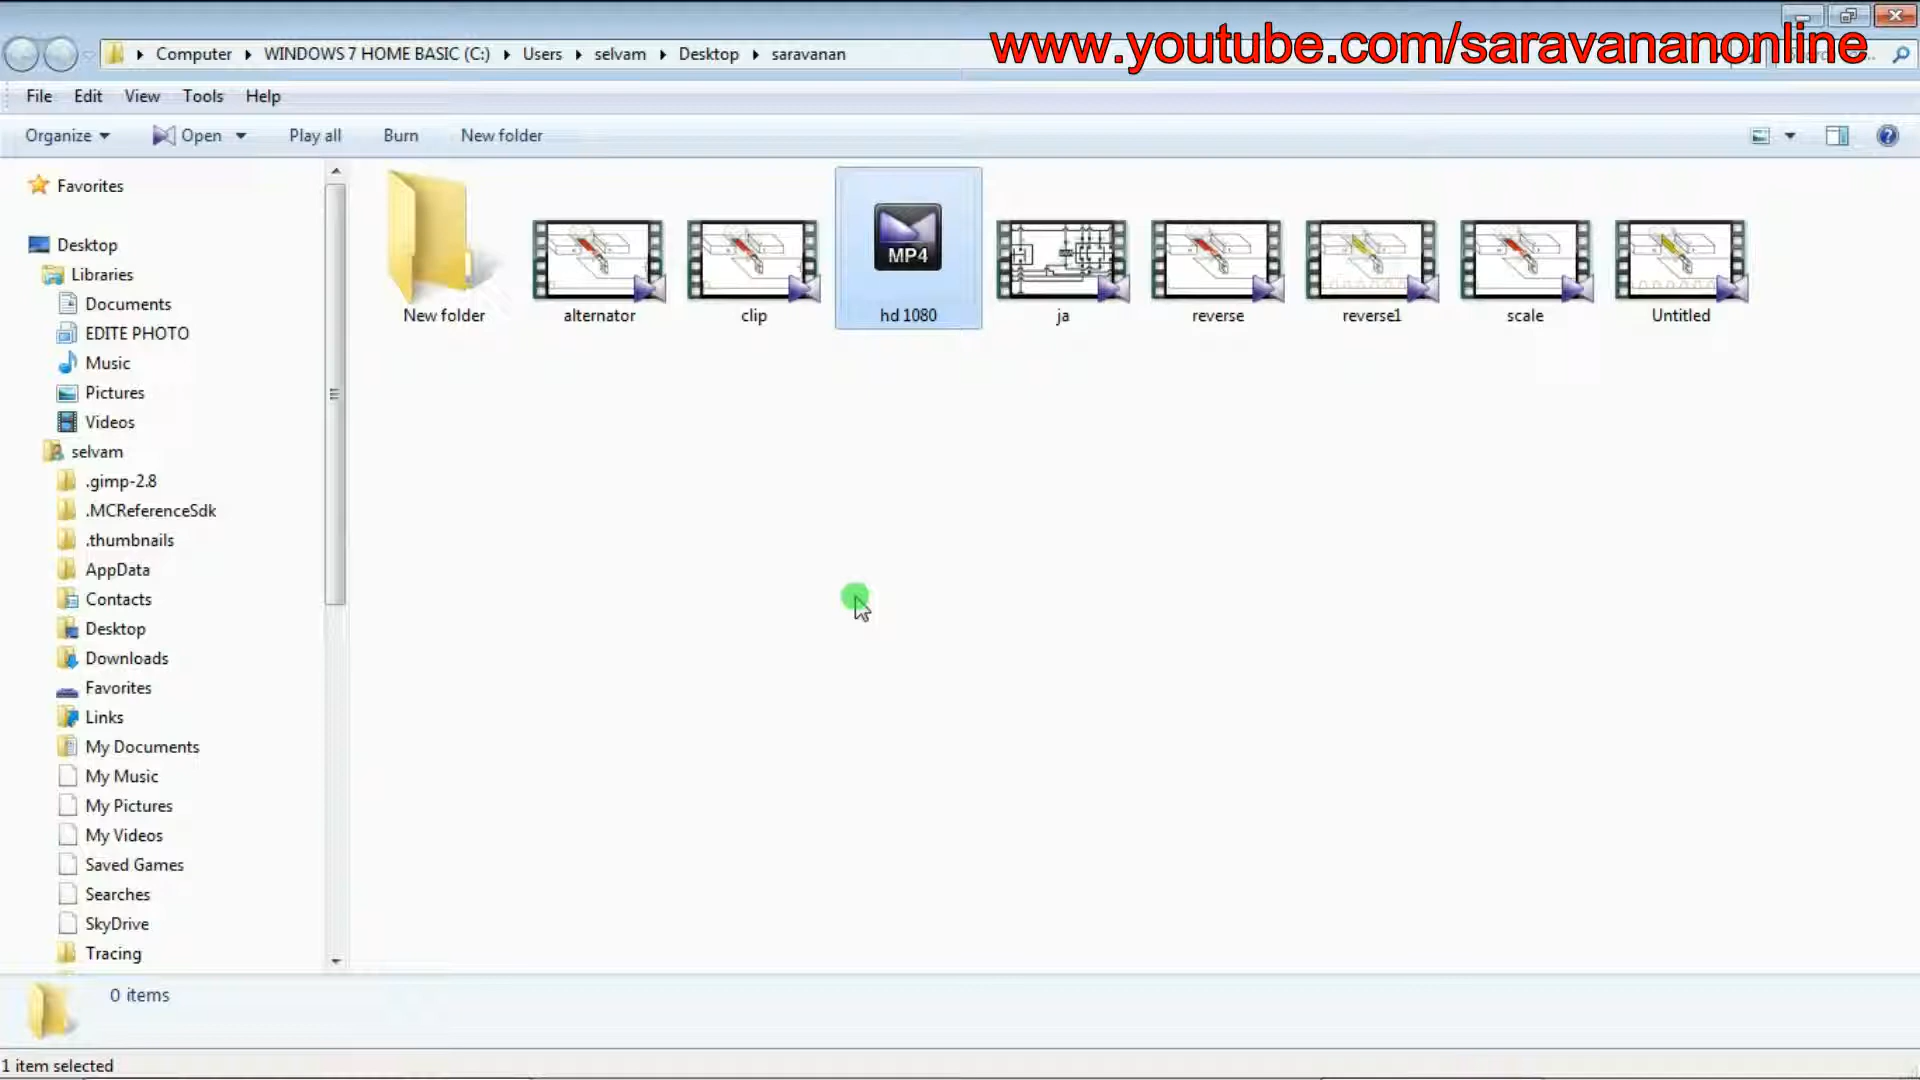 www.youtube.com/saravananonline
Computer WINDOWS 7 HOME BASIC (C:) Users selvam Desktop saravanan
File Edit View Tools Help
Organize Open Play all Burn New folder
Favorites
Desktop
Libraries
Documents
EDITE PHOTO
Music
Pictures
Videos
selvam
.gimp-2.8
.MCReferenceSdk
.thumbnails
AppData
Contacts
Desktop
Downloads
Favorites
Links
My Documents
My Music
My Pictures
My Videos
Saved Games
Searches
SkyDrive
Tracing
MP4
New folder alternator clip hd 1080 ja reverse reverse1 scale Untitled
0 items
1 item selected